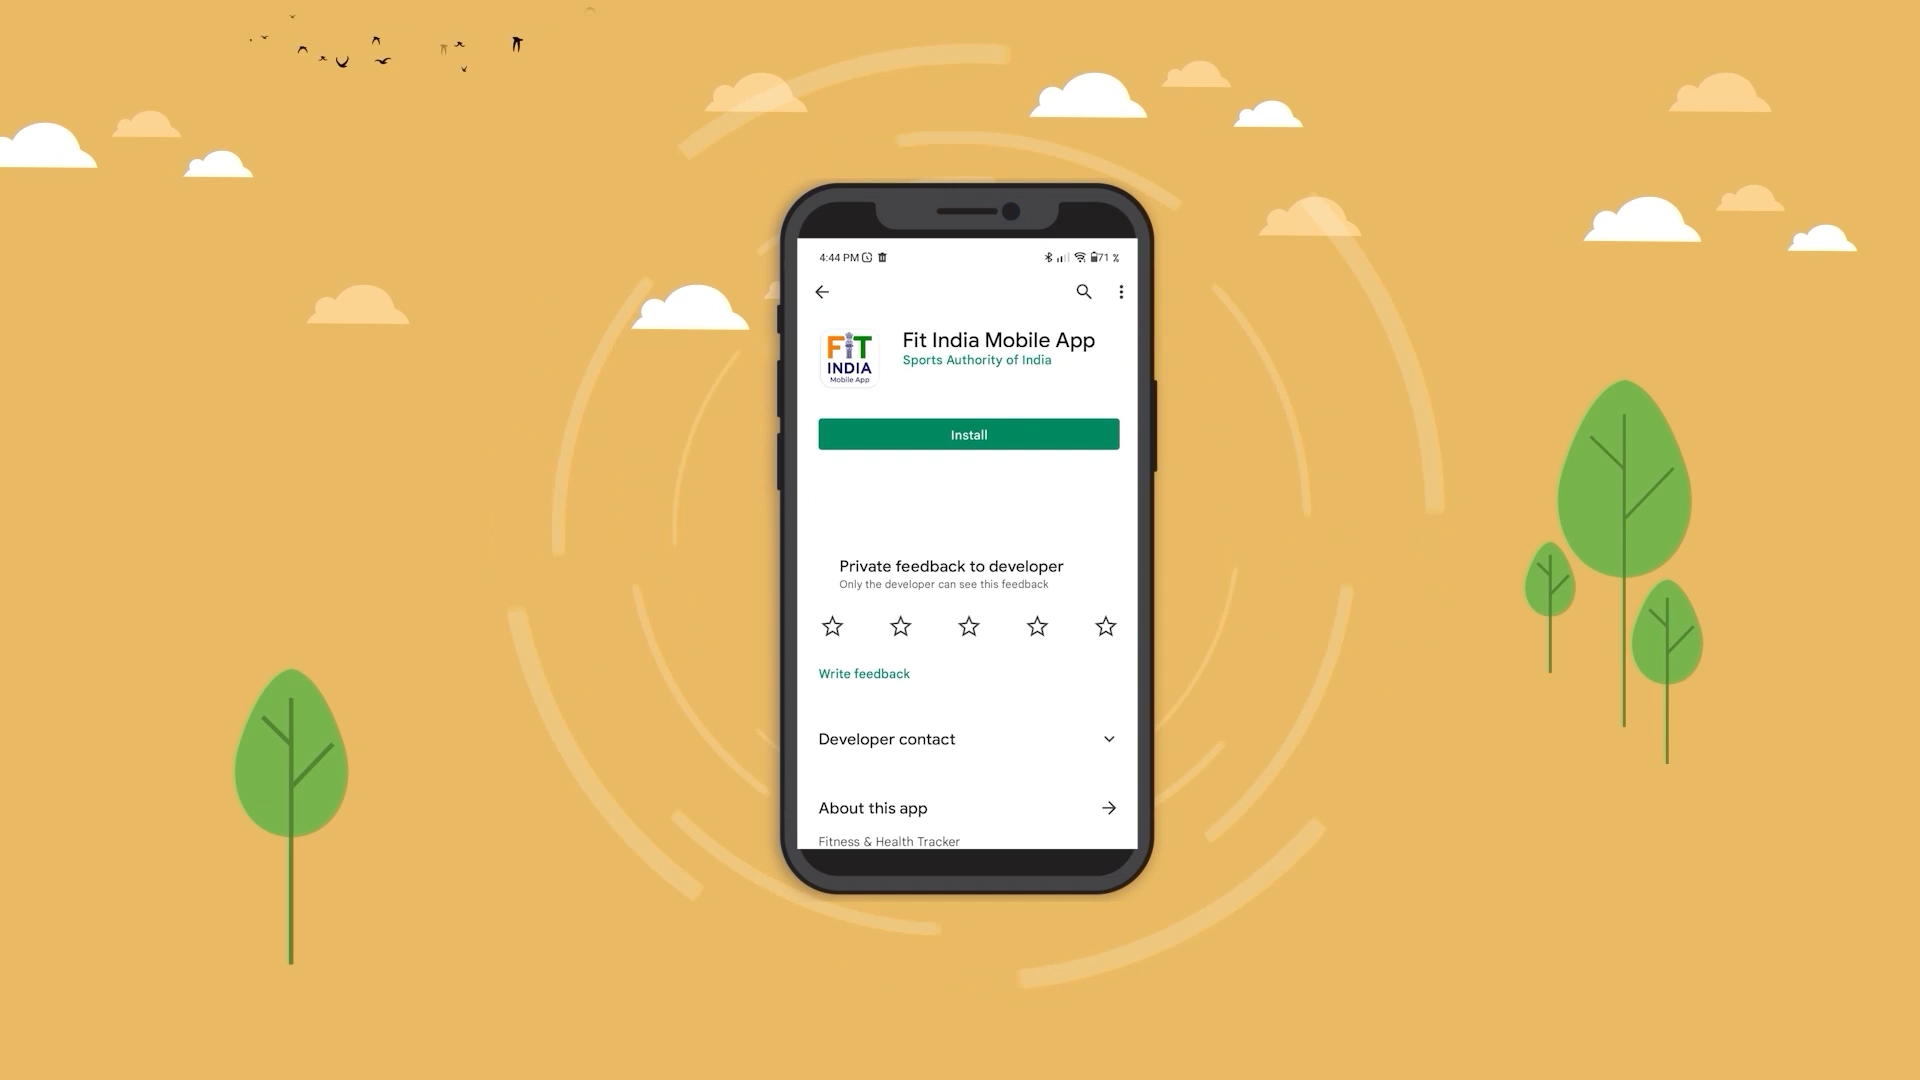 4:44 PM
71 %
FiT
INDIA
Mobile App
Fit India Mobile App
Sports Authority of India
Install
Private feedback to developer
Only the developer can see this feedback
Write feedback
Developer contact
About this app
Fitness & Health Tracker